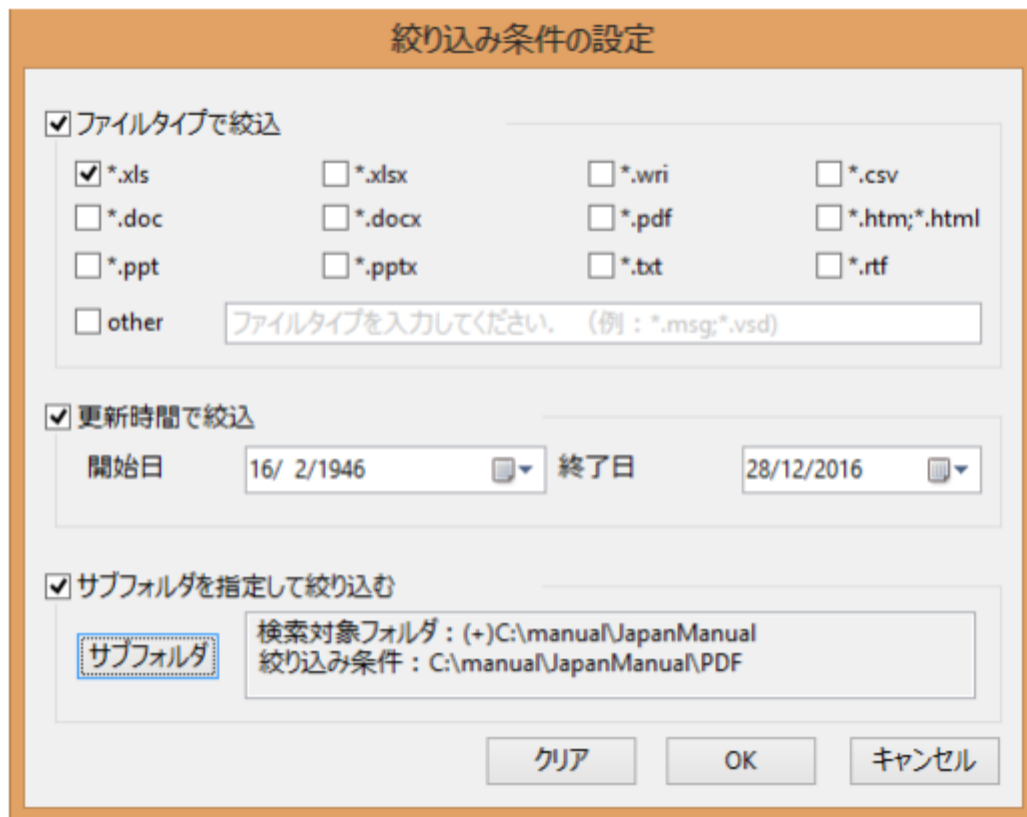 絞り込み条件の設定
ファイルタイプで絞込
*.xls *.xlsx *.wri *.csv
*.doc *.docx *.pdf *.htm;*.html
*.ppt *.pptx *.txt *.rtf
other ファイルタイプを入力してください. （例：*.msg;*.vsd)
更新時間で絞込
開始日 16/ 2/1946 終了日 28/12/2016
サブフォルダを指定して絞り込む
サブフォルダ
検索対象フォルダ：(+)C:\manual\JapanManual
絞り込み条件：C:\manual\JapanManual\PDF
クリア OK キャンセル